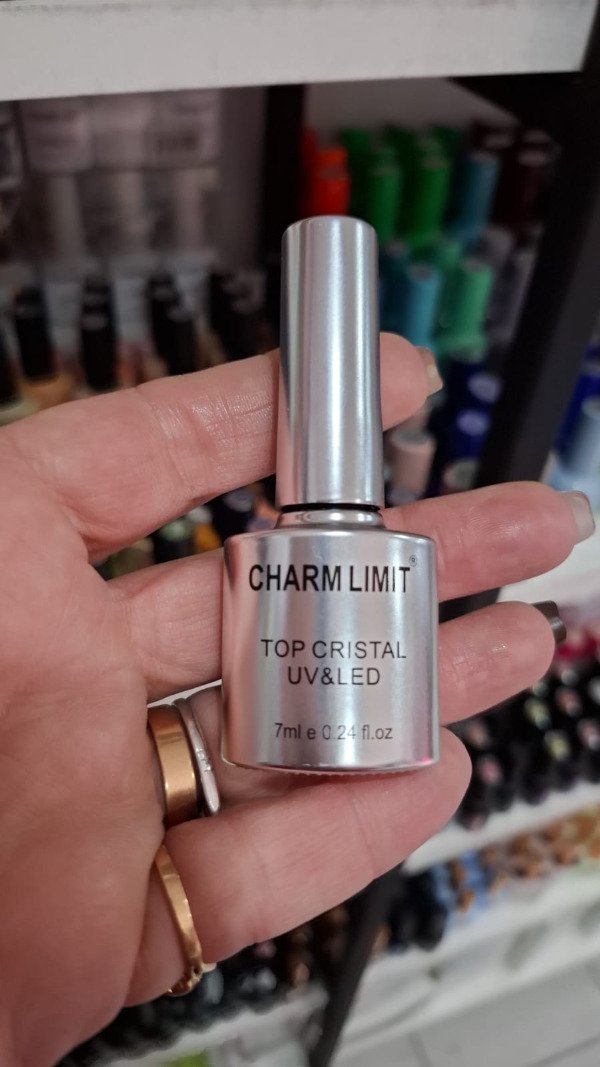 CHARM LIMIT®
TOP CRISTAL
UV&LED
7ml e 0.24 fl.oz